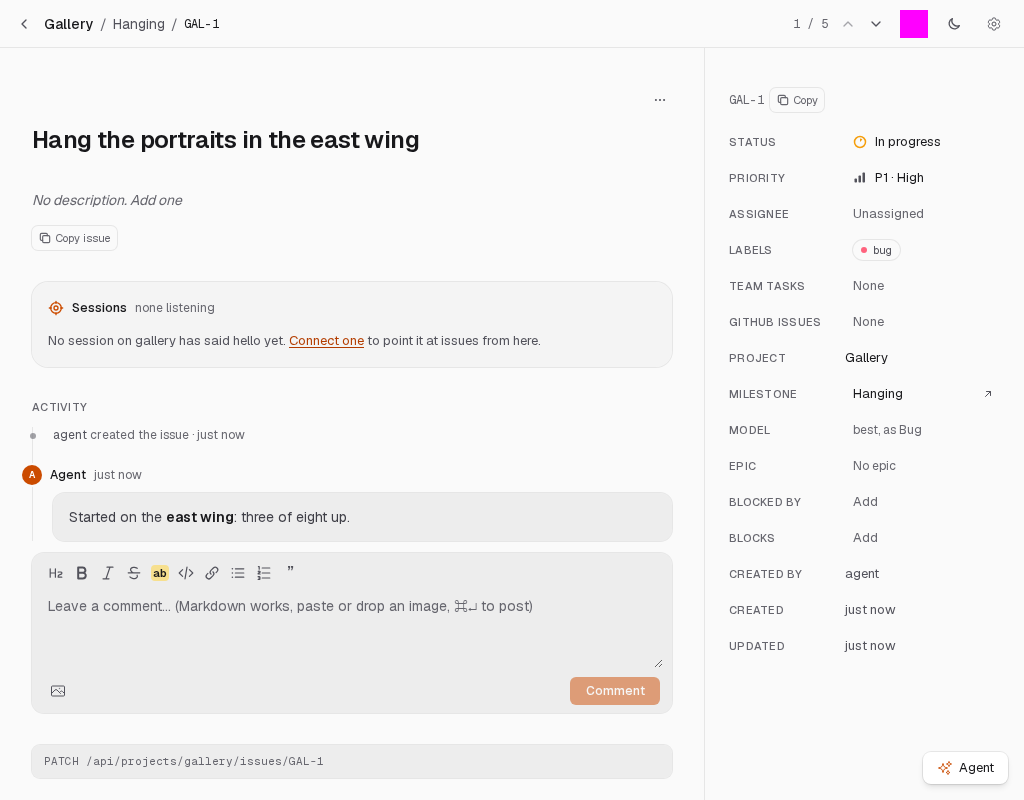 Gallery / Hanging / GAL-1
1 / 5
Hang the portraits in the east wing
No description. Add one
Copy issue
Sessions none listening
No session on gallery has said hello yet. Connect one to point it at issues from here.
ACTIVITY
agent created the issue · just now
A Agent just now
Started on the east wing: three of eight up.
H2 B I S ab </> ”
Leave a comment… (Markdown works, paste or drop an image, ⌘↵ to post)
Comment
PATCH /api/projects/gallery/issues/GAL-1
GAL-1 Copy
STATUS In progress
PRIORITY P1 · High
ASSIGNEE Unassigned
LABELS bug
TEAM TASKS None
GITHUB ISSUES None
PROJECT Gallery
MILESTONE Hanging
MODEL best, as Bug
EPIC No epic
BLOCKED BY Add
BLOCKS Add
CREATED BY agent
CREATED just now
UPDATED just now
Agent